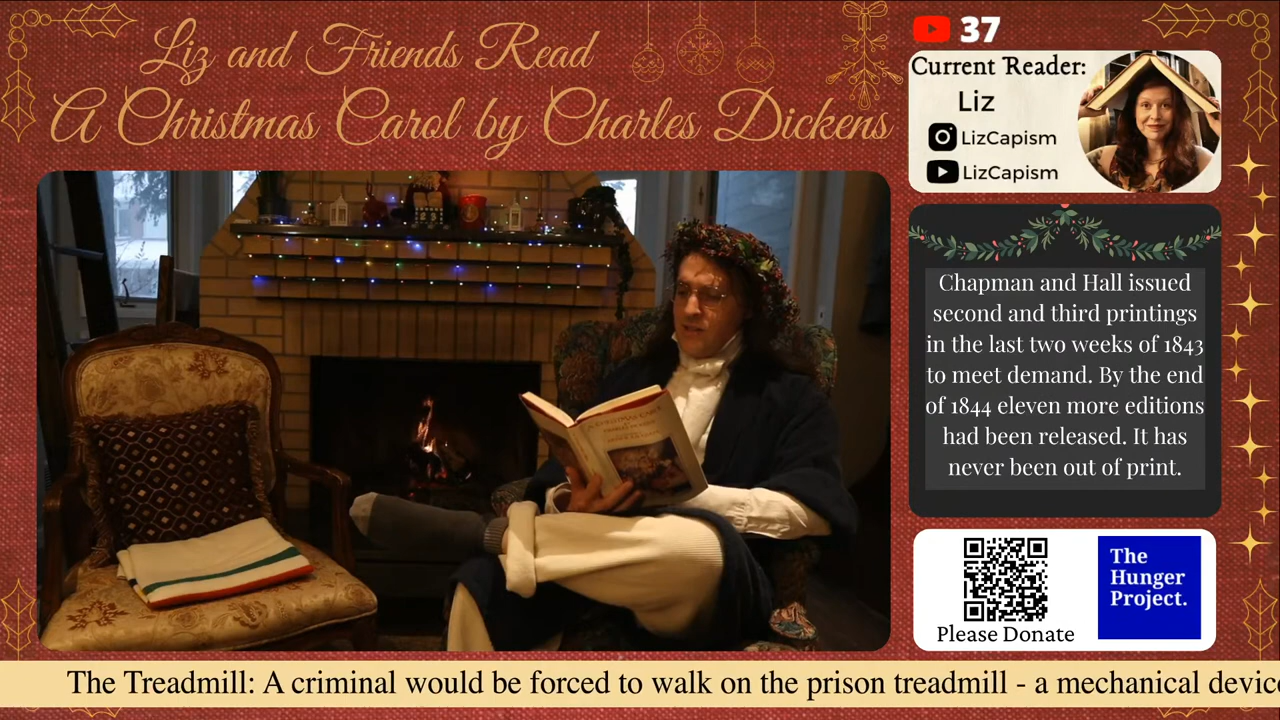 Liz and Friends Read
A Christmas Carol by Charles Dickens
37
Current Reader:
Liz
LizCapism
LizCapism
Chapman and Hall issued
second and third printings
in the last two weeks of 1843
to meet demand. By the end
of 1844 eleven more editions
had been released. It has
never been out of print.
The
Hunger
Project.
Please Donate
The Treadmill: A criminal would be forced to walk on the prison treadmill - a mechanical device